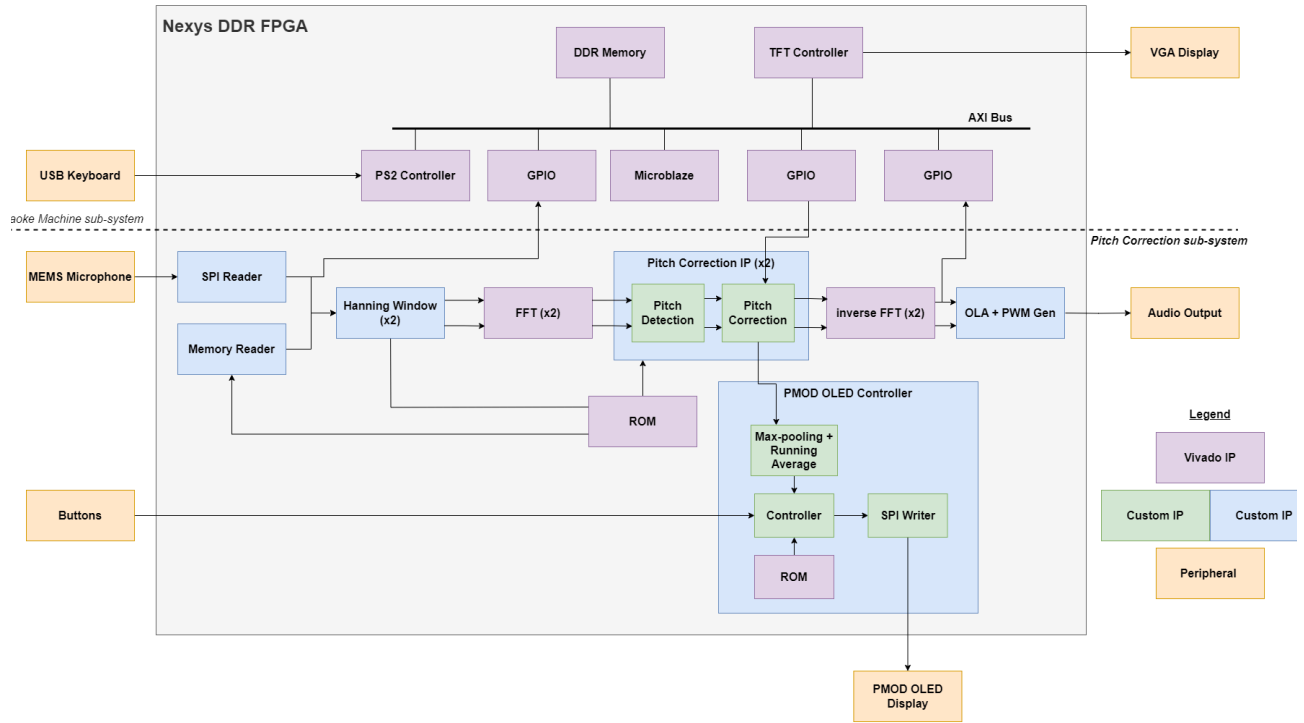 Nexys DDR FPGA
DDR Memory
TFT Controller
VGA Display
AXI Bus
USB Keyboard
PS2 Controller
GPIO
Microblaze
GPIO
GPIO
aoke Machine sub-system
Pitch Correction sub-system
MEMS Microphone
SPI Reader
Pitch Correction IP (x2)
Hanning Window
(x2)
FFT (x2)
Pitch
Detection
Pitch
Correction
inverse FFT (x2)
OLA + PWM Gen
Audio Output
Memory Reader
PMOD OLED Controller
ROM
Legend
Max-pooling +
Running
Average
Vivado IP
Buttons
Controller
SPI Writer
Custom IP
Custom IP
ROM
Peripheral
PMOD OLED
Display